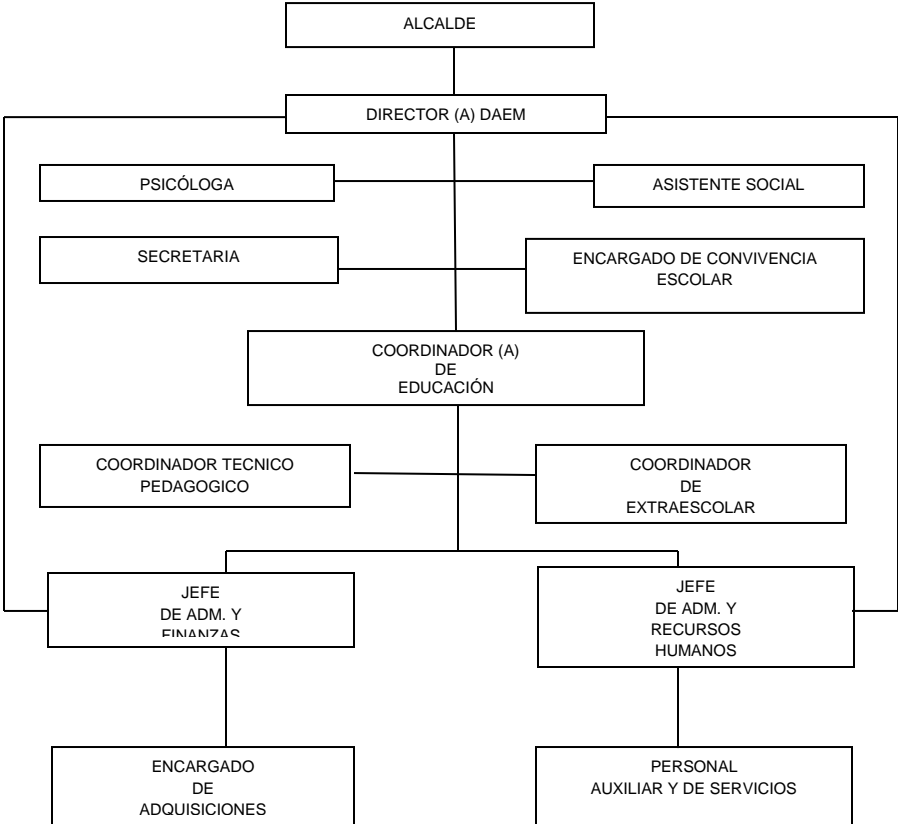 ALCALDE
DIRECTOR (A) DAEM
PSICÓLOGA
ASISTENTE SOCIAL
SECRETARIA
ENCARGADO DE CONVIVENCIA
ESCOLAR
COORDINADOR (A)
DE
EDUCACIÓN
COORDINADOR TECNICO
PEDAGOGICO
COORDINADOR
DE
EXTRAESCOLAR
JEFE
DE ADM. Y
FINANZAS
JEFE
DE ADM. Y
RECURSOS
HUMANOS
ENCARGADO
DE
ADQUISICIONES
PERSONAL
AUXILIAR Y DE SERVICIOS